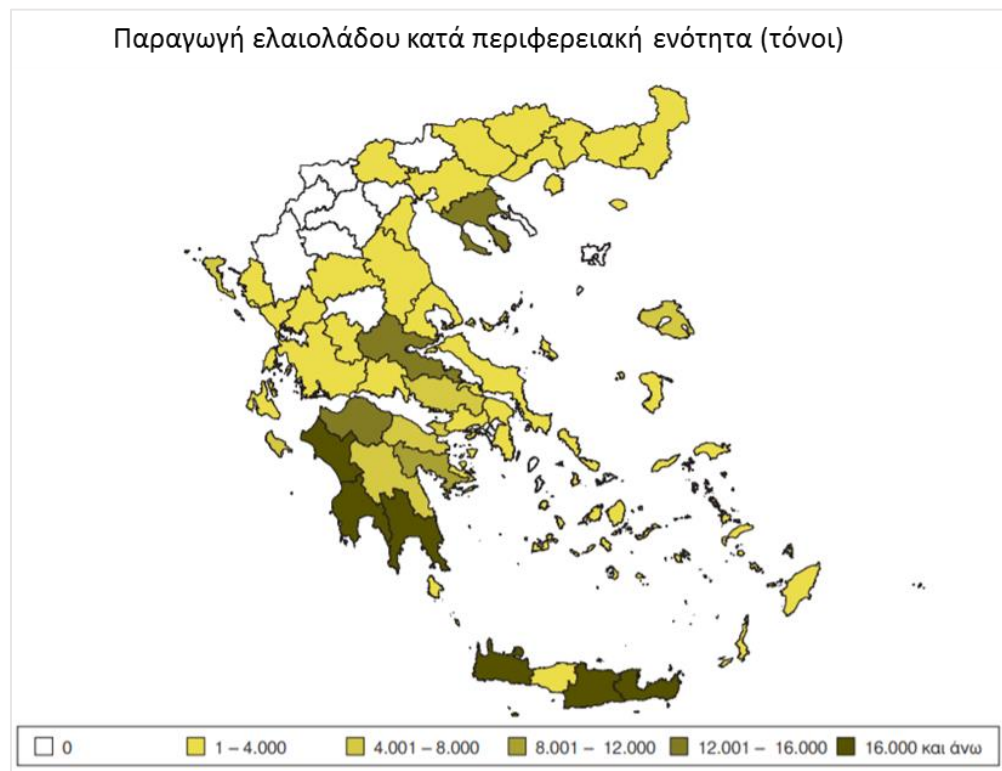 Παραγωγή ελαιολάδου κατά περιφερειακή ενότητα (τόνοι)
0 1 – 4.000 4.001 – 8.000 8.001 – 12.000 12.001 – 16.000 16.000 και άνω